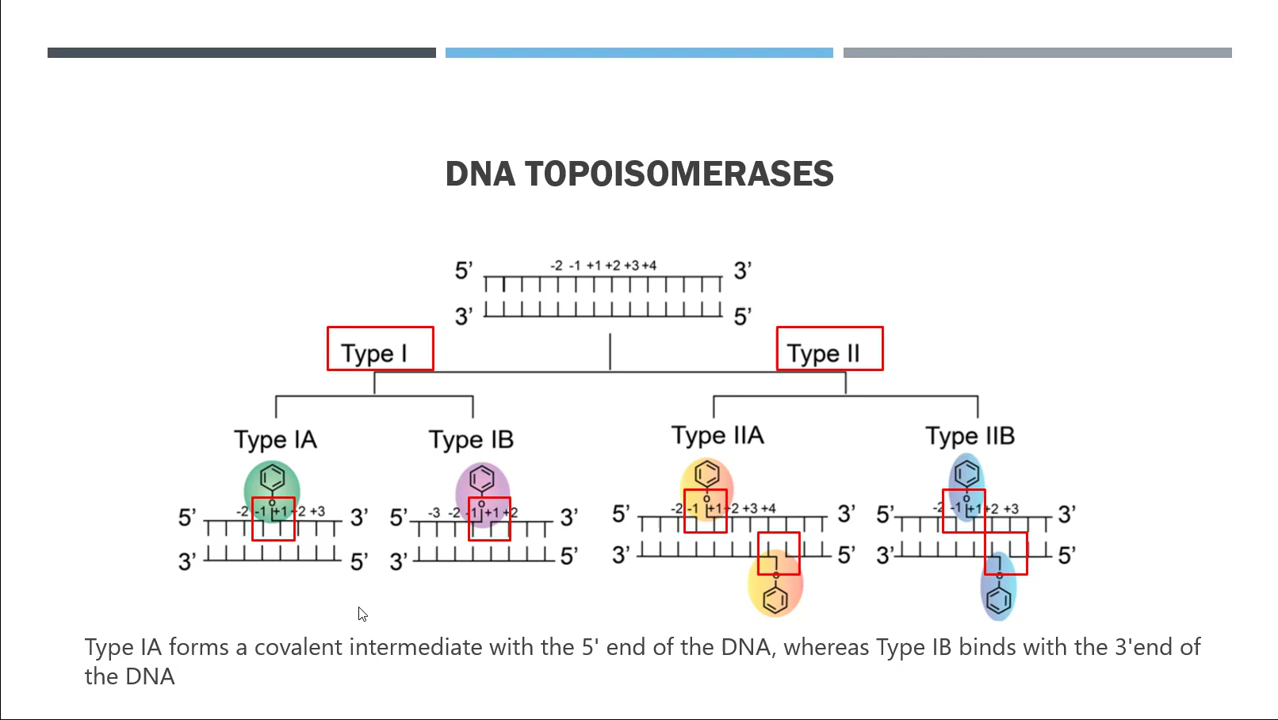 DNA TOPOISOMERASES
5’ -2 -1 +1 +2 +3 +4 3’
3’ 5’
Type I Type II
Type IA Type IB Type IIA Type IIB
O O O O
5’ -2 -1 +1 +2 +3 3’ 5’ -3 -2 -1 +1 +2 3’ 5’ -2 -1 +1 +2 +3 +4 3’ 5’ -2 -1 +1 +2 +3 3’
3’ 5’ 3’ 5’ 3’ 5’ 3’ 5’
O O
Type IA forms a covalent intermediate with the 5' end of the DNA, whereas Type IB binds with the 3'end of
the DNA